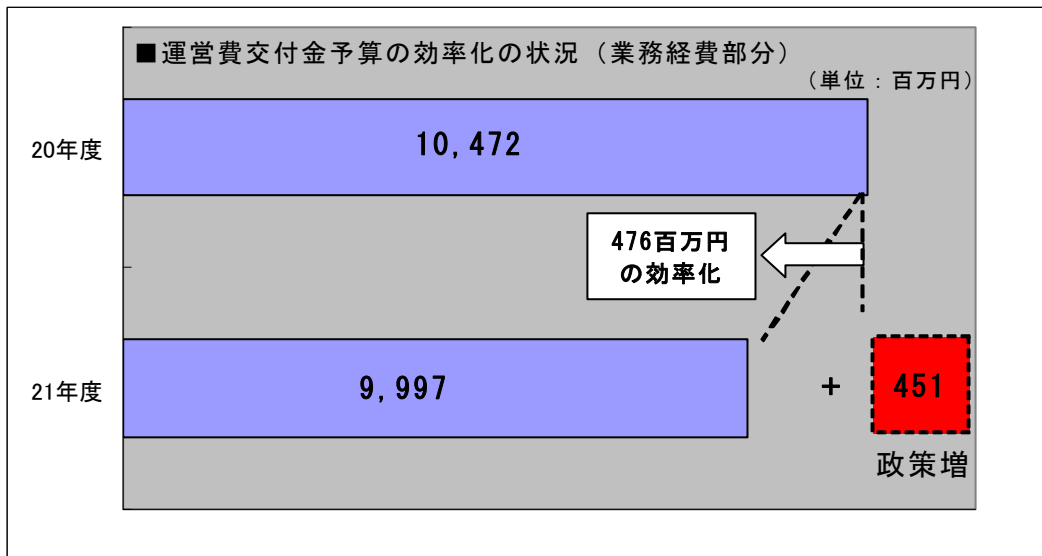 ■運営費交付金予算の効率化の状況（業務経費部分）
（単位：百万円）
20年度
10,472
476百万円
の効率化
21年度
9,997
+
451
政策増